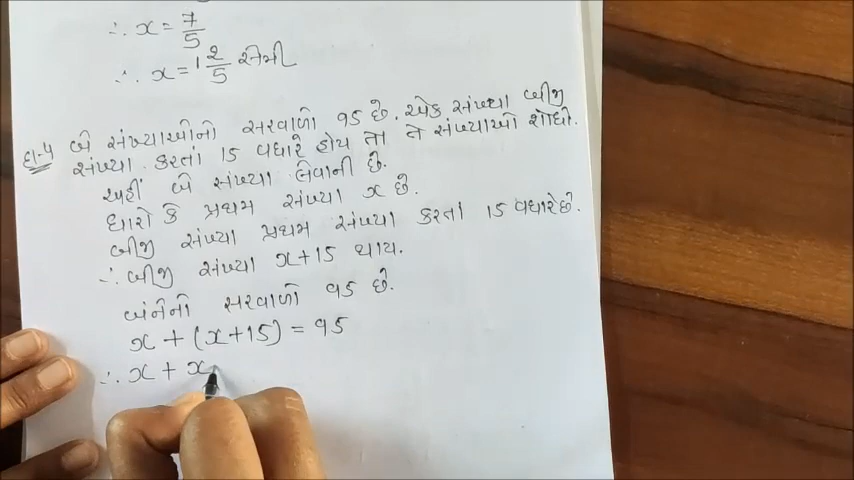 ∴ x = 7/5
∴ x = 1 2/5 સેમી
દા-5 બે સંખ્યાઓનો સરવાળો 95 છે. એક સંખ્યા બીજી
સંખ્યા કરતાં 15 વધારે હોય તો તે સંખ્યાઓ શોધો.
અહીં બે સંખ્યા લેવાની છે.
ધારો કે પ્રથમ સંખ્યા x છે.
બીજી સંખ્યા પ્રથમ સંખ્યા કરતાં 15 વધારે છે.
∴ બીજી સંખ્યા x+15 થાય.
બંનેનો સરવાળો 95 છે.
x + (x+15) = 95
∴ x + x